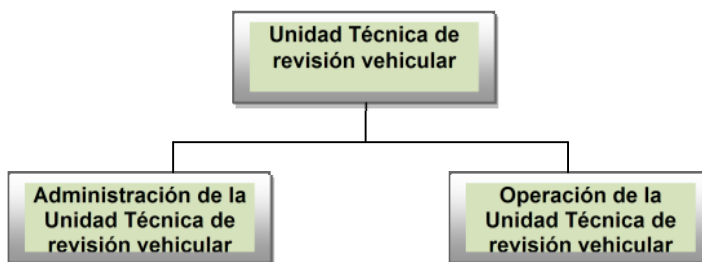 Unidad Técnica de
revisión vehicular
Administración de la
Unidad Técnica de
revisión vehicular
Operación de la
Unidad Técnica de
revisión vehicular